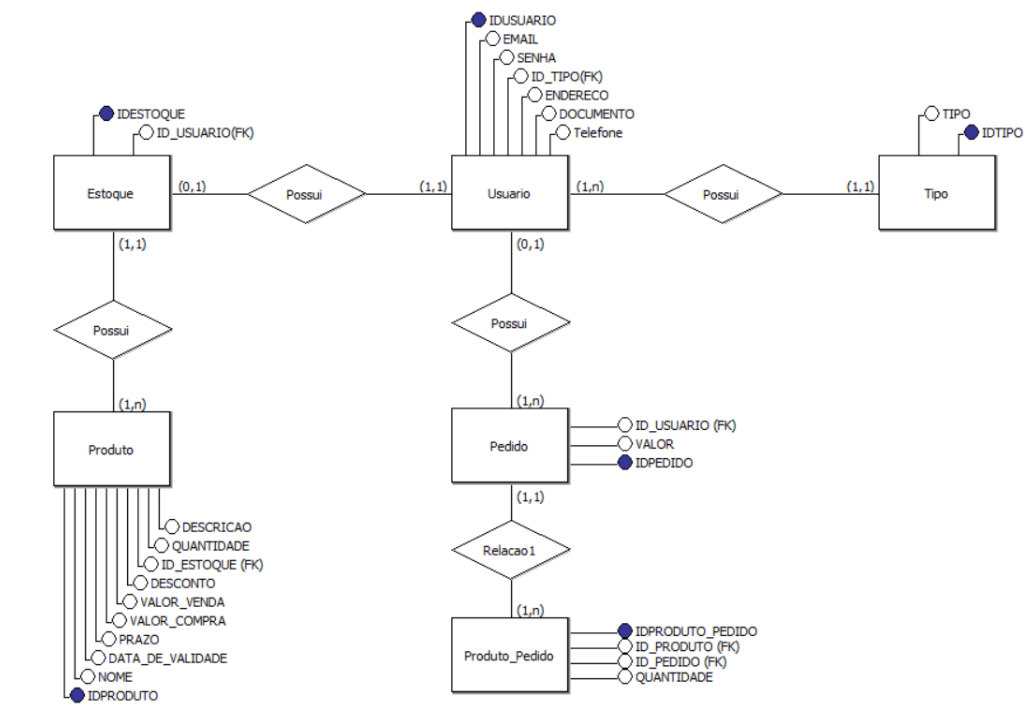 IDUSUARIO
EMAIL
SENHA
ID_TIPO(FK)
ENDERECO
DOCUMENTO
Telefone
IDESTOQUE
ID_USUARIO(FK)
TIPO
IDTIPO
Estoque
(0,1)
Possui
(1,1)
Usuario
(1,n)
Possui
(1,1)
Tipo
(1,1)
(0,1)
Possui
Possui
(1,n)
(1,n)
Produto
Pedido
ID_USUARIO (FK)
VALOR
IDPEDIDO
(1,1)
DESCRICAO
QUANTIDADE
ID_ESTOQUE (FK)
DESCONTO
VALOR_VENDA
VALOR_COMPRA
PRAZO
DATA_DE_VALIDADE
NOME
IDPRODUTO
Relacao1
(1,n)
Produto_Pedido
IDPRODUTO_PEDIDO
ID_PRODUTO (FK)
ID_PEDIDO (FK)
QUANTIDADE